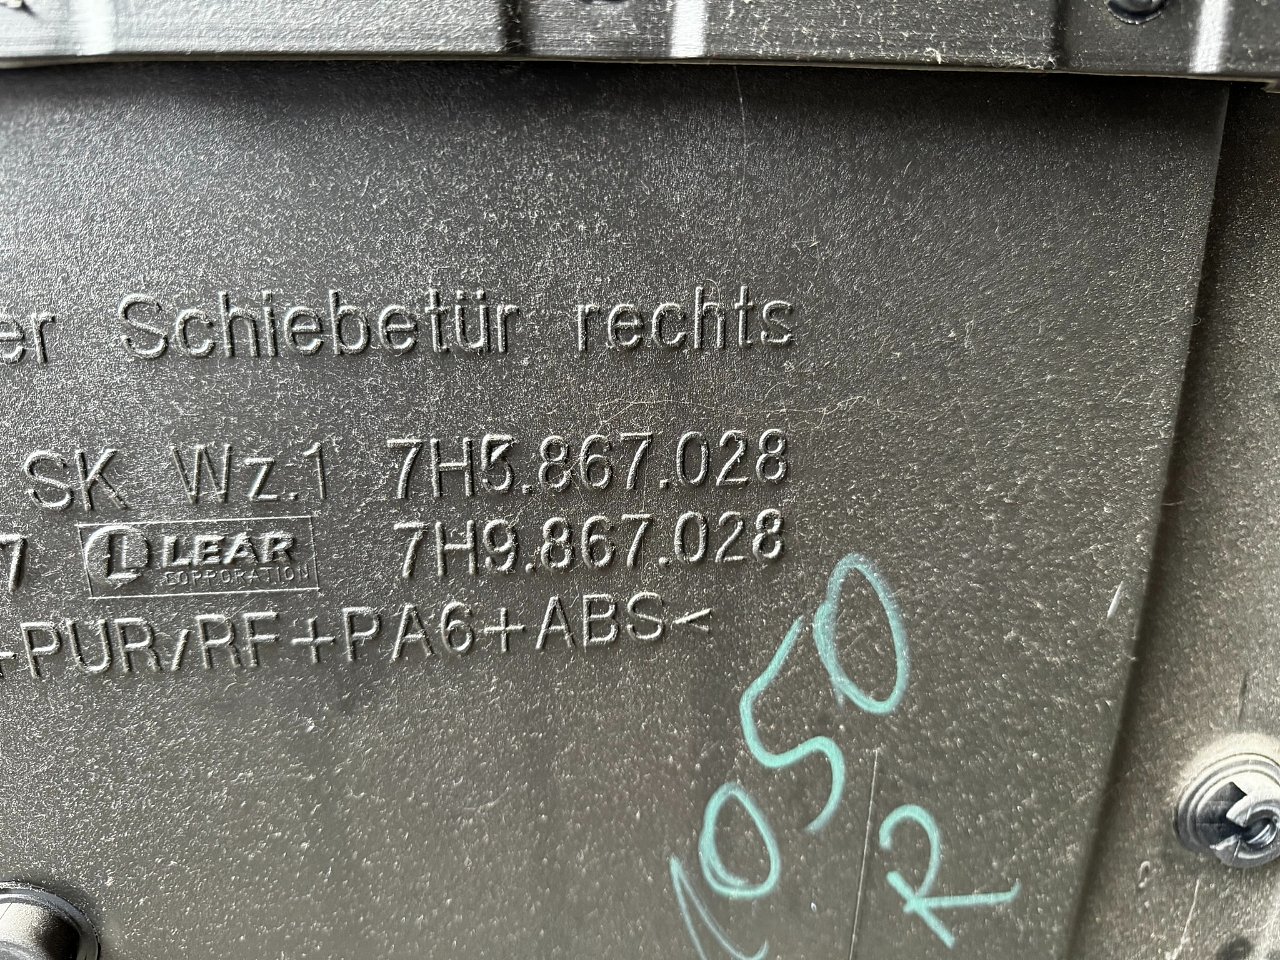 er Schiebetür rechts
SK Wz.1 7H5.867.028
7 LEAR CORPORATION 7H9.867.028
+PUR/RF+PA6+ABS<
1050
R